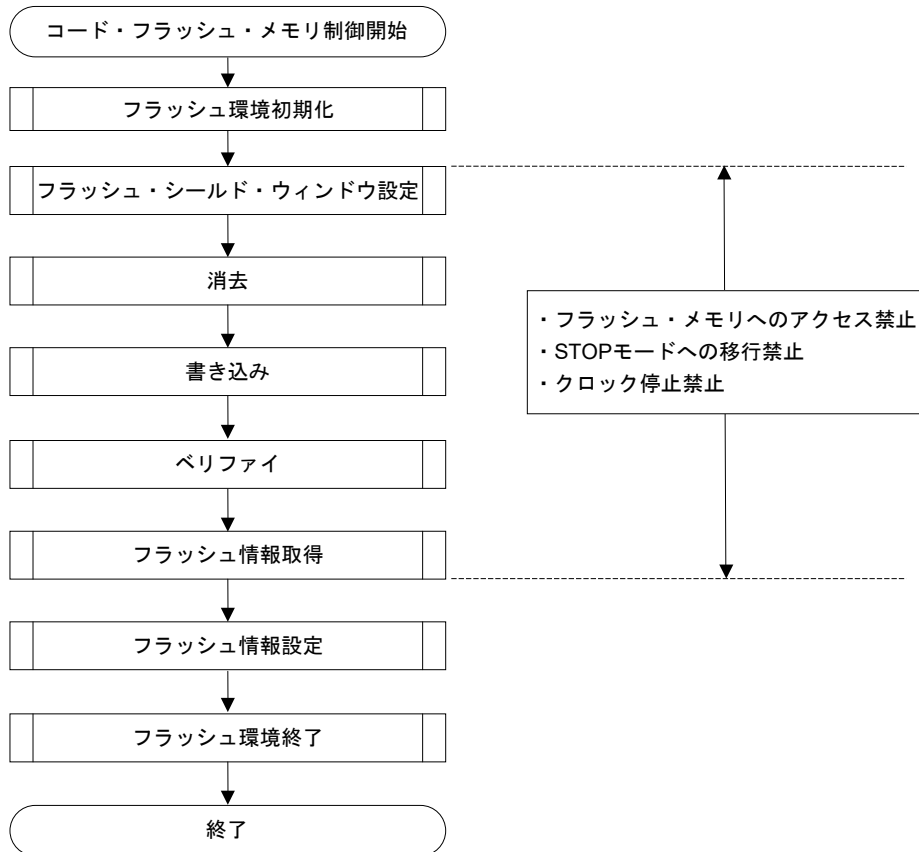 コード・フラッシュ・メモリ制御開始
フラッシュ環境初期化
フラッシュ・シールド・ウィンドウ設定
消去
書き込み
ベリファイ
フラッシュ情報取得
フラッシュ情報設定
フラッシュ環境終了
終了
・フラッシュ・メモリへのアクセス禁止
・STOPモードへの移行禁止
・クロック停止禁止